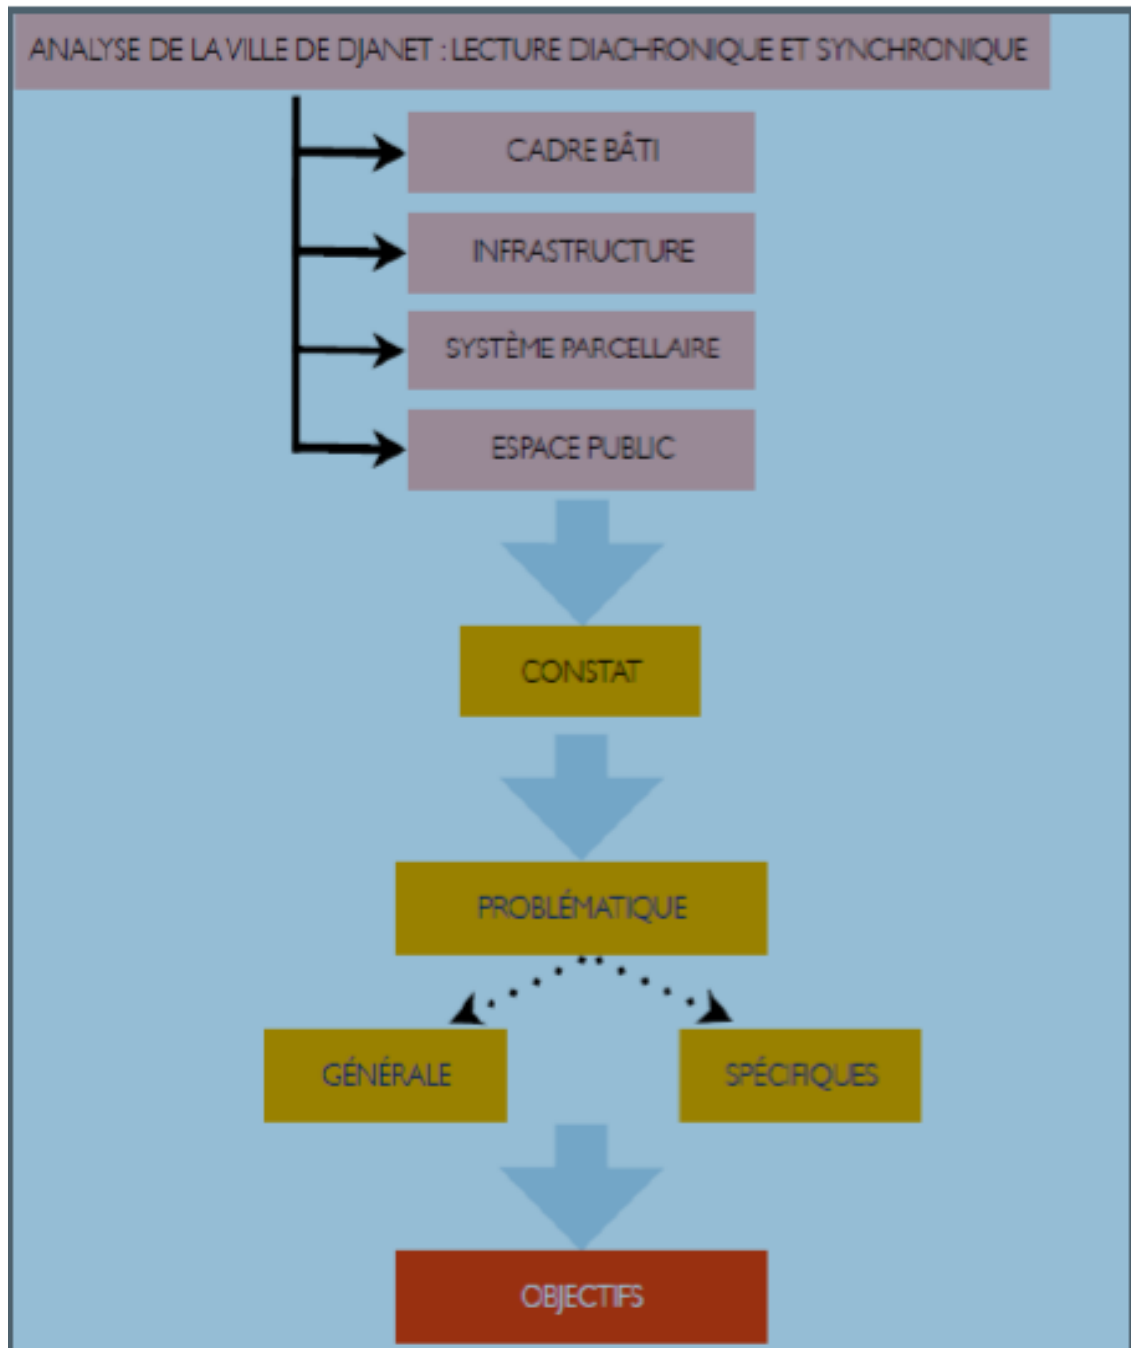 ANALYSE DE LA VILLE DE DJANET : LECTURE DIACHRONIQUE ET SYNCHRONIQUE
CADRE BÂTI
INFRASTRUCTURE
SYSTÈME PARCELLAIRE
ESPACE PUBLIC
CONSTAT
PROBLÉMATIQUE
GÉNÉRALE
SPÉCIFIQUES
OBJECTIFS